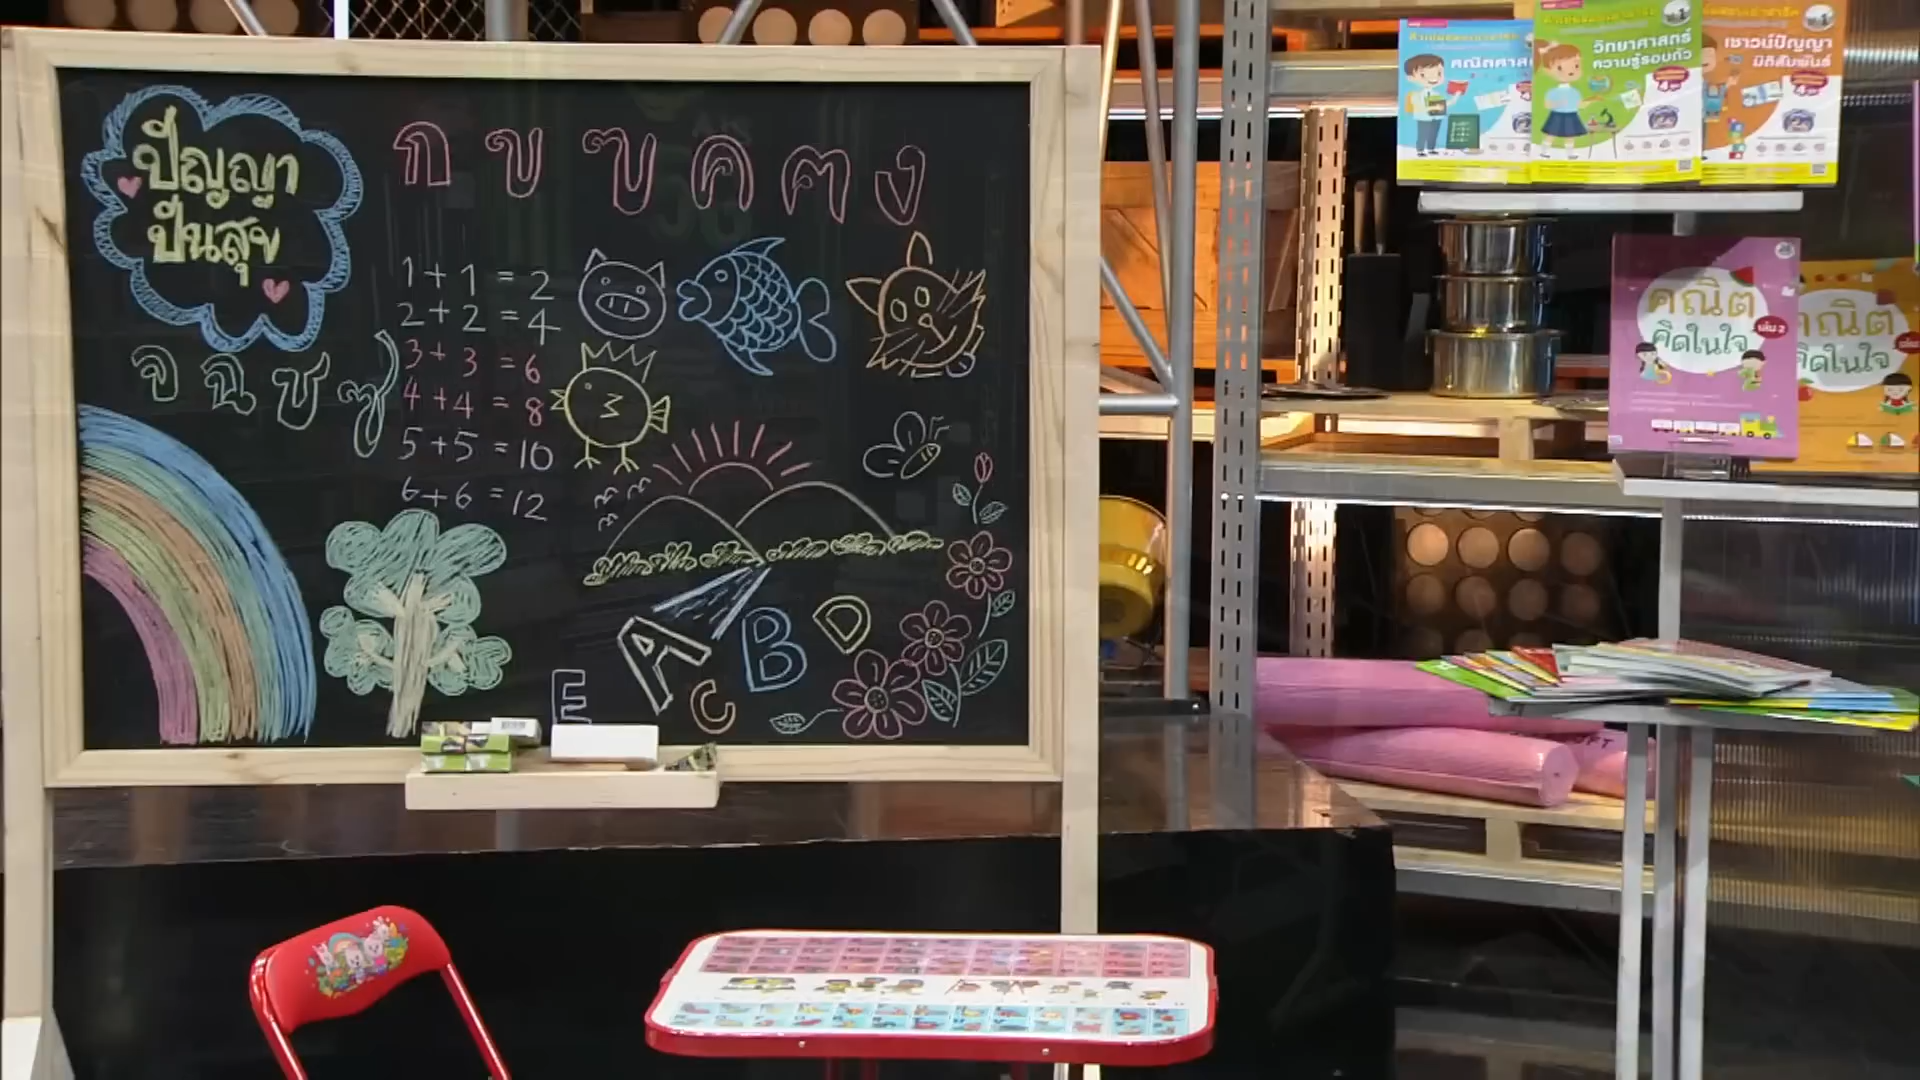 ปัญญา
ปันสุข
ก ข ฃ ค ฅ ฆ
1 + 1 = 2
2 + 2 = 4
3 + 3 = 6
4 + 4 = 8
5 + 5 = 10
6 + 6 = 12
จ ฉ ช ซ
A B D
E C
คณิตศาส
วิทยาศาสตร์
ความรู้รอบตัว
เชาวน์ปัญญา
มิติสัมพันธ์
คณิต
คิดในใจ
เล่ม 2
คณิต
คิดในใจ